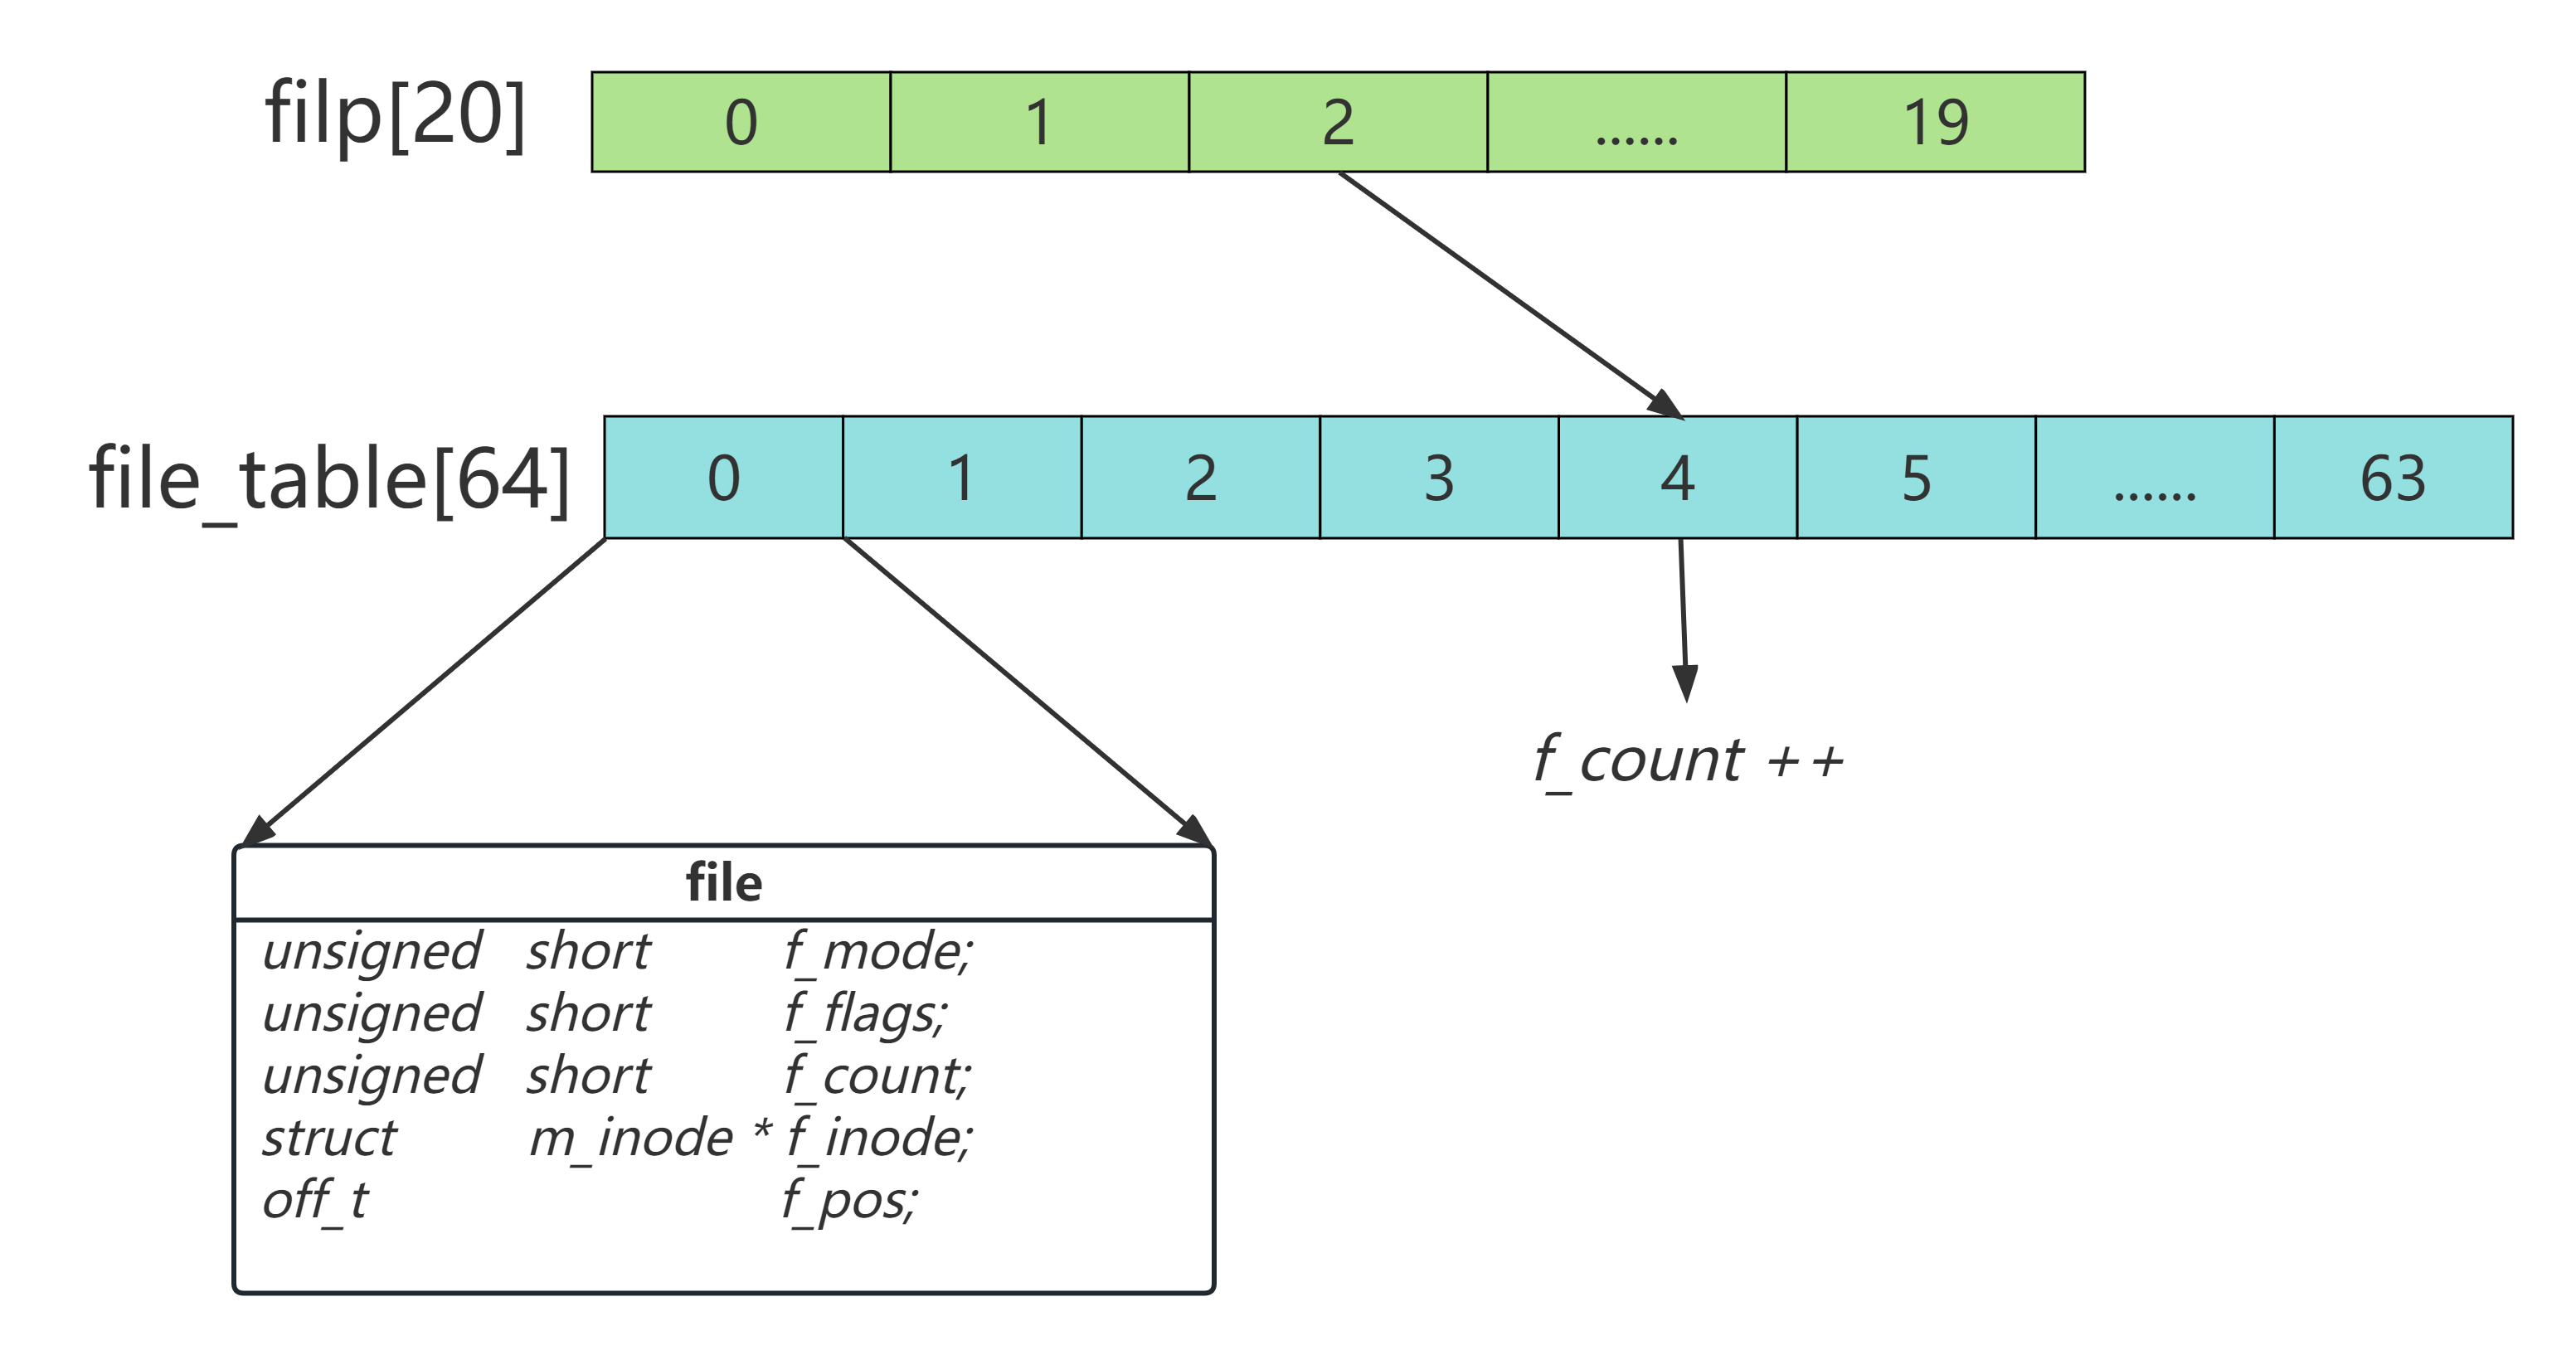 filp[20] 0 1 2 ...... 19
file_table[64] 0 1 2 3 4 5 ...... 63
f_count ++
file
unsigned short f_mode;
unsigned short f_flags;
unsigned short f_count;
struct m_inode * f_inode;
off_t f_pos;